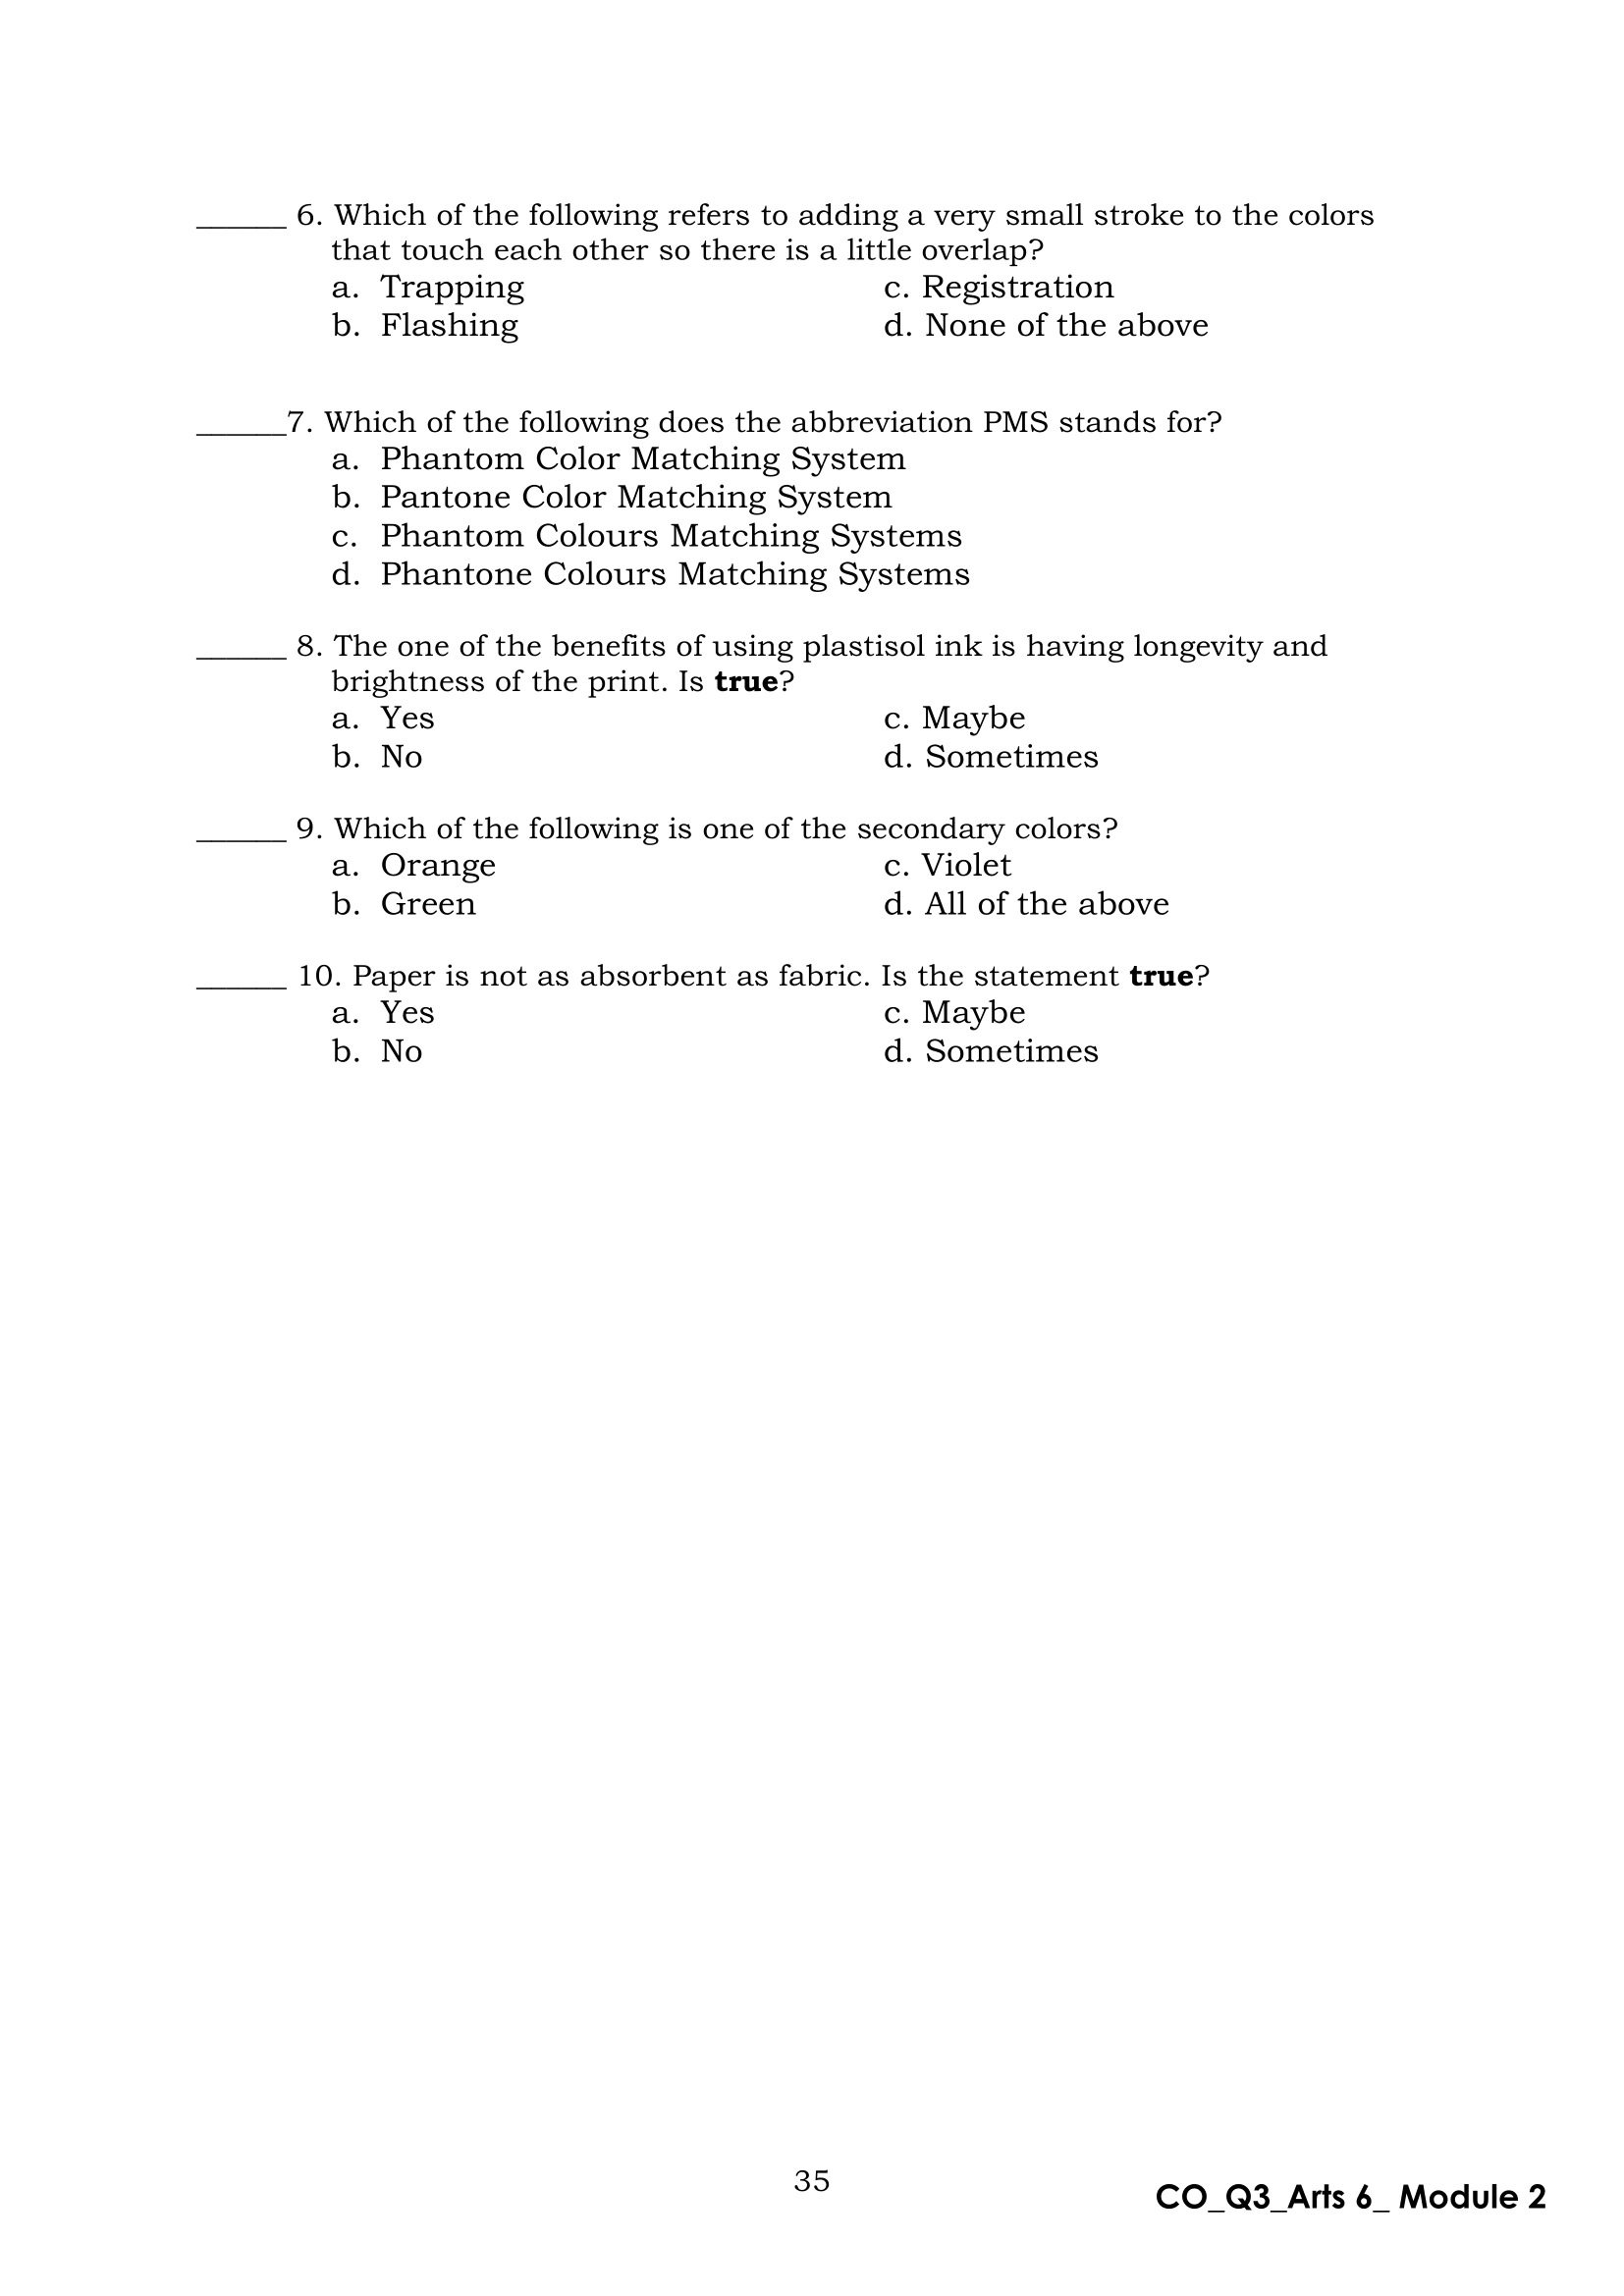 ______ 6. Which of the following refers to adding a very small stroke to the colors
that touch each other so there is a little overlap?
a. Trapping c. Registration
b. Flashing d. None of the above
______7. Which of the following does the abbreviation PMS stands for?
a. Phantom Color Matching System
b. Pantone Color Matching System
c. Phantom Colours Matching Systems
d. Phantone Colours Matching Systems
______ 8. The one of the benefits of using plastisol ink is having longevity and
brightness of the print. Is true?
a. Yes c. Maybe
b. No d. Sometimes
______ 9. Which of the following is one of the secondary colors?
a. Orange c. Violet
b. Green d. All of the above
______ 10. Paper is not as absorbent as fabric. Is the statement true?
a. Yes c. Maybe
b. No d. Sometimes
35
CO_Q3_Arts 6_ Module 2